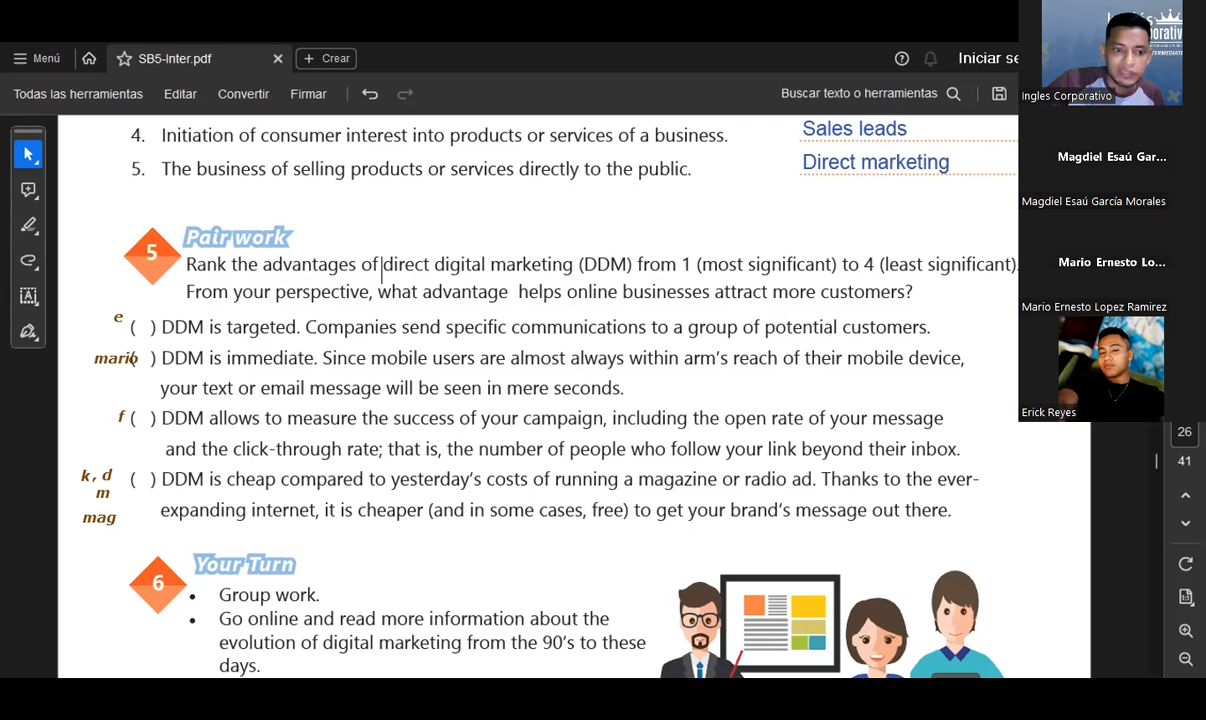 Menú
SB5-Inter.pdf
Crear
Iniciar se
Todas las herramientas
Editar
Convertir
Firmar
Buscar texto o herramientas
Ingles Corporativo
4. Initiation of consumer interest into products or services of a business. Sales leads
5. The business of selling products or services directly to the public. Direct marketing
Magdiel Esaú Gar...
Magdiel Esaú García Morales
5 Pair work
Rank the advantages of direct digital marketing (DDM) from 1 (most significant) to 4 (least significant).
From your perspective, what advantage helps online businesses attract more customers?
Mario Ernesto Lo...
Mario Ernesto Lopez Ramirez
e ( ) DDM is targeted. Companies send specific communications to a group of potential customers.
mario ( ) DDM is immediate. Since mobile users are almost always within arm's reach of their mobile device,
your text or email message will be seen in mere seconds.
Erick Reyes
f ( ) DDM allows to measure the success of your campaign, including the open rate of your message
and the click-through rate; that is, the number of people who follow your link beyond their inbox.
k, d ( ) DDM is cheap compared to yesterday's costs of running a magazine or radio ad. Thanks to the ever-
m
mag
expanding internet, it is cheaper (and in some cases, free) to get your brand's message out there.
26
41
6 Your Turn
• Group work.
• Go online and read more information about the
evolution of digital marketing from the 90's to these
days.